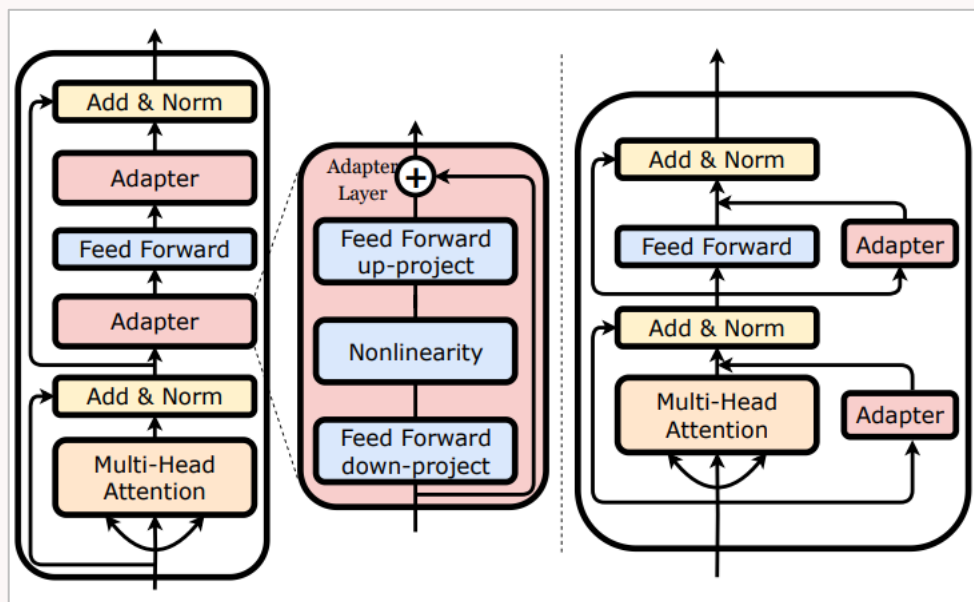 Add & Norm
Adapter
Feed Forward
Adapter
Add & Norm
Multi-Head
Attention
Adapter
Layer
+
Feed Forward
up-project
Nonlinearity
Feed Forward
down-project
Add & Norm
Feed Forward
Adapter
Add & Norm
Multi-Head
Attention
Adapter